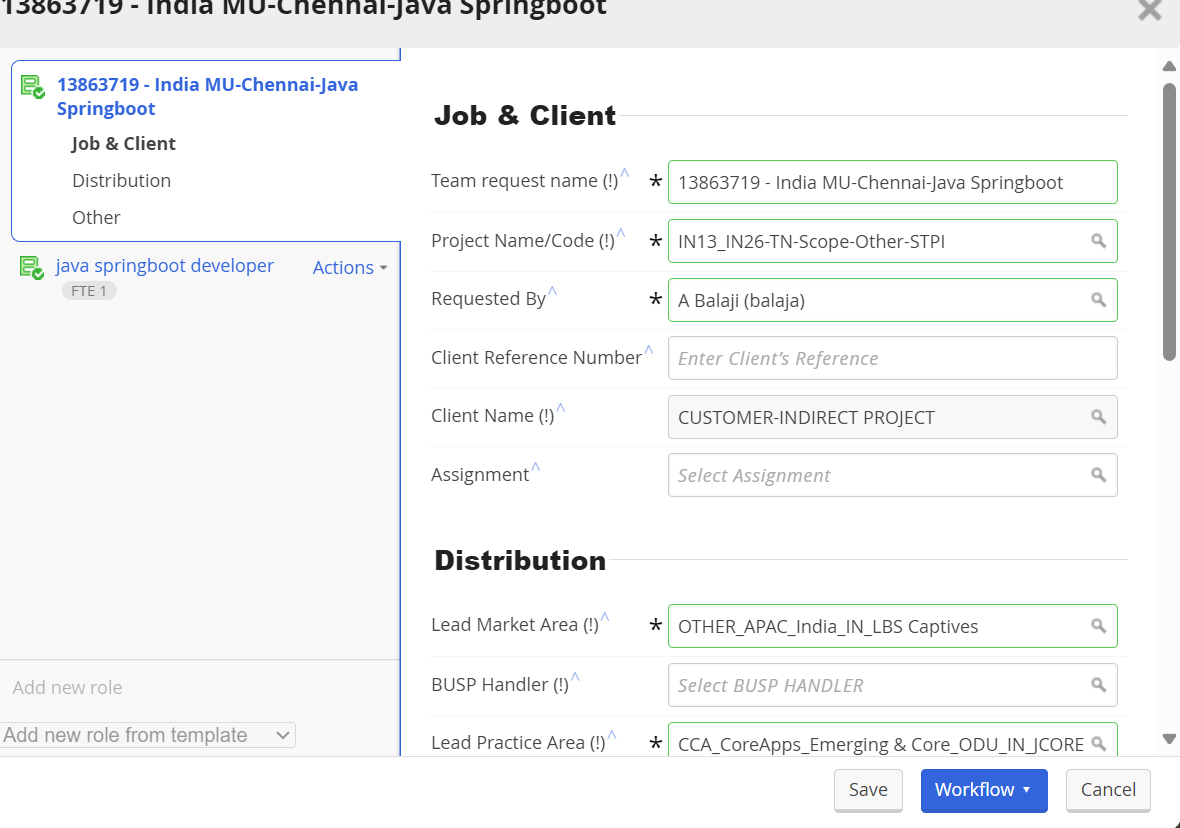 13863719 - India MU-Chennai-Java Springboot
13863719 - India MU-Chennai-Java
Springboot
Job & Client
Distribution
Other
java springboot developer
Actions
FTE 1
Add new role
Add new role from template
Job & Client
Team request name (!)^ * 13863719 - India MU-Chennai-Java Springboot
Project Name/Code (!)^ * IN13_IN26-TN-Scope-Other-STPI
Requested By^ * A Balaji (balaja)
Client Reference Number^ Enter Client's Reference
Client Name (!)^ CUSTOMER-INDIRECT PROJECT
Assignment^ Select Assignment
Distribution
Lead Market Area (!)^ * OTHER_APAC_India_IN_LBS Captives
BUSP Handler (!)^ Select BUSP HANDLER
Lead Practice Area (!)^ * CCA_CoreApps_Emerging & Core_ODU_IN_JCORE
Save
Workflow
Cancel